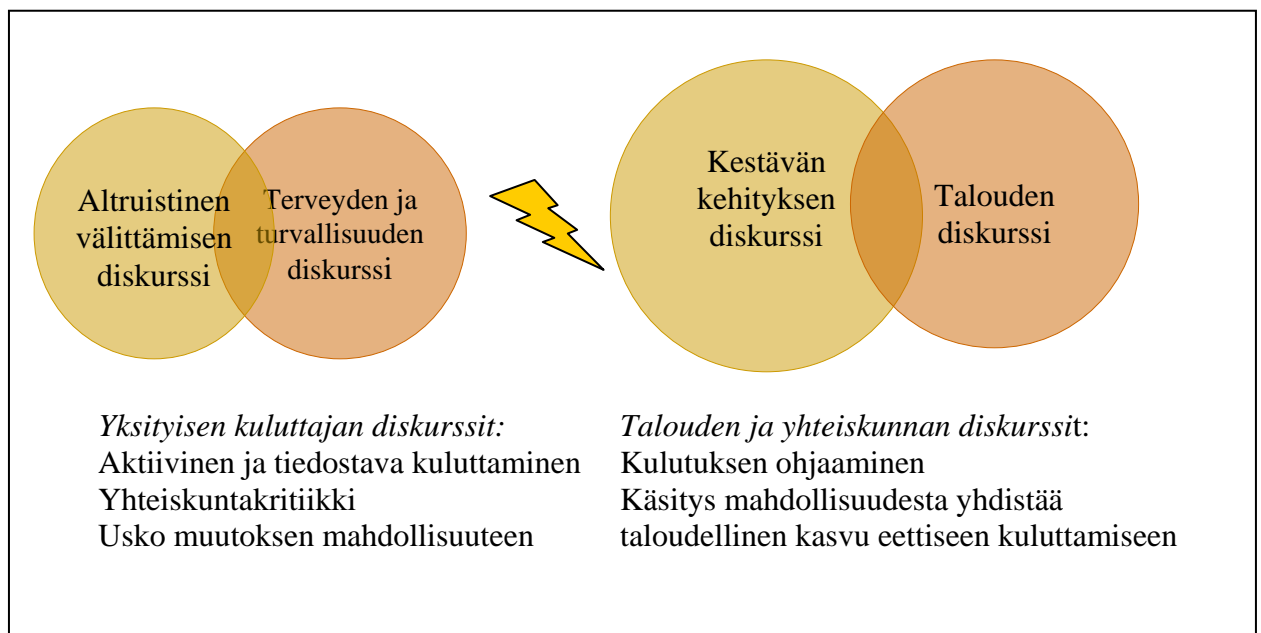 Altruistinen
välittämisen
diskurssi
Terveyden ja
turvallisuuden
diskurssi
Kestävän
kehityksen
diskurssi
Talouden
diskurssi
Yksityisen kuluttajan diskurssit:
Aktiivinen ja tiedostava kuluttaminen
Yhteiskuntakritiikki
Usko muutoksen mahdollisuuteen
Talouden ja yhteiskunnan diskurssit:
Kulutuksen ohjaaminen
Käsitys mahdollisuudesta yhdistää
taloudellinen kasvu eettiseen kuluttamiseen